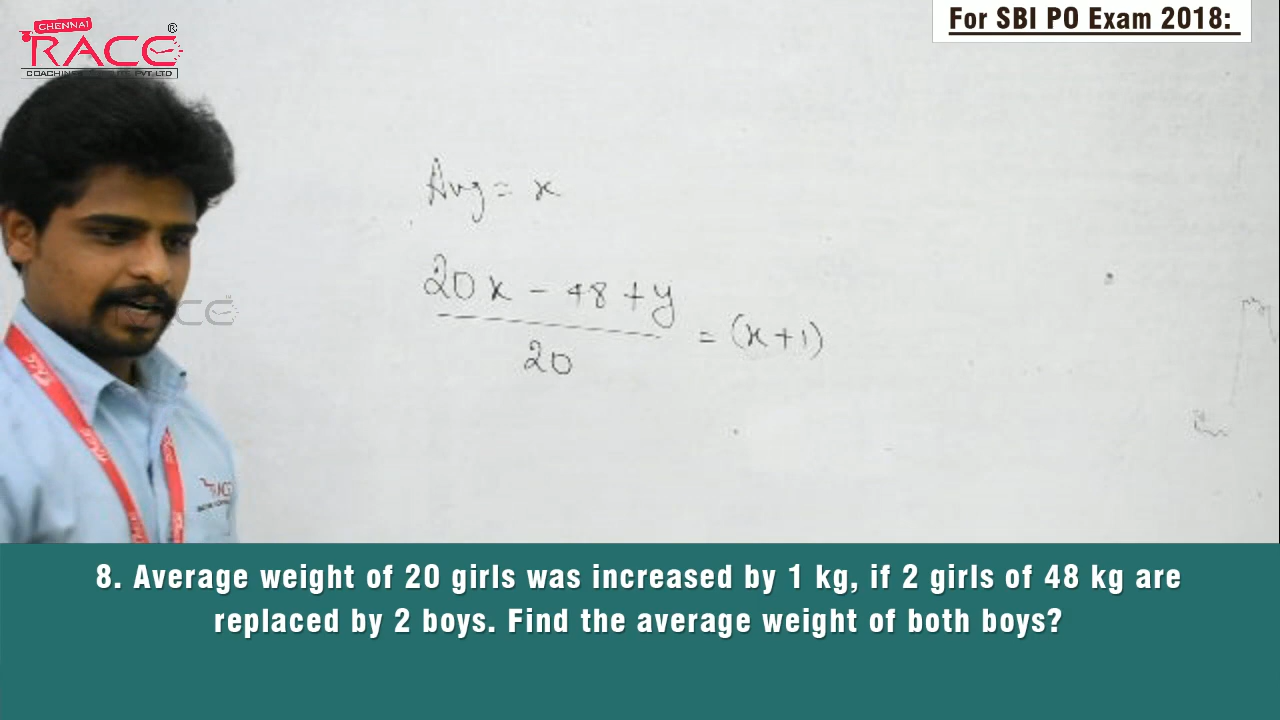 CHENNAI
RACE
®
For SBI PO Exam 2018:
Avg = x
20x - 48 + y
20
= (x + 1)
RACE
8. Average weight of 20 girls was increased by 1 kg, if 2 girls of 48 kg are
replaced by 2 boys. Find the average weight of both boys?